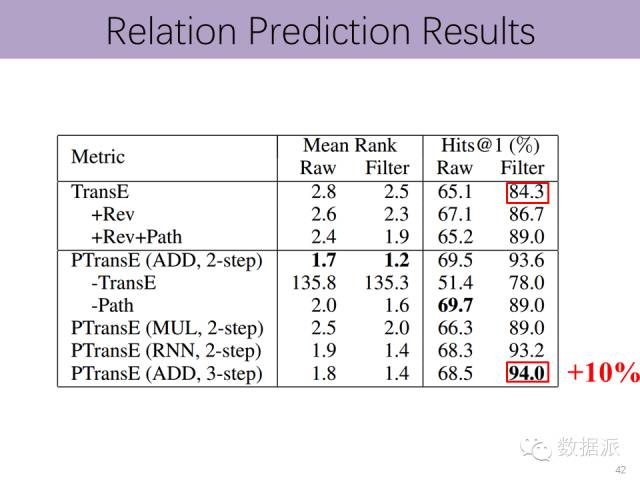 Relation Prediction Results
Metric Mean Rank Hits@1 (%)
Raw Filter Raw Filter
TransE 2.8 2.5 65.1 84.3
+Rev 2.6 2.3 67.1 86.7
+Rev+Path 2.4 1.9 65.2 89.0
PTransE (ADD, 2-step) 1.7 1.2 69.5 93.6
-TransE 135.8 135.3 51.4 78.0
-Path 2.0 1.6 69.7 89.0
PTransE (MUL, 2-step) 2.5 2.0 66.3 89.0
PTransE (RNN, 2-step) 1.9 1.4 68.3 93.2
PTransE (ADD, 3-step) 1.8 1.4 68.5 94.0 +10%
数据派
42